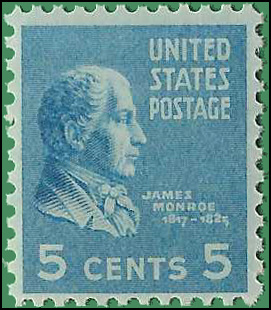 UNITED
STATES
POSTAGE
JAMES
MONROE
1817-1825
5 CENTS 5